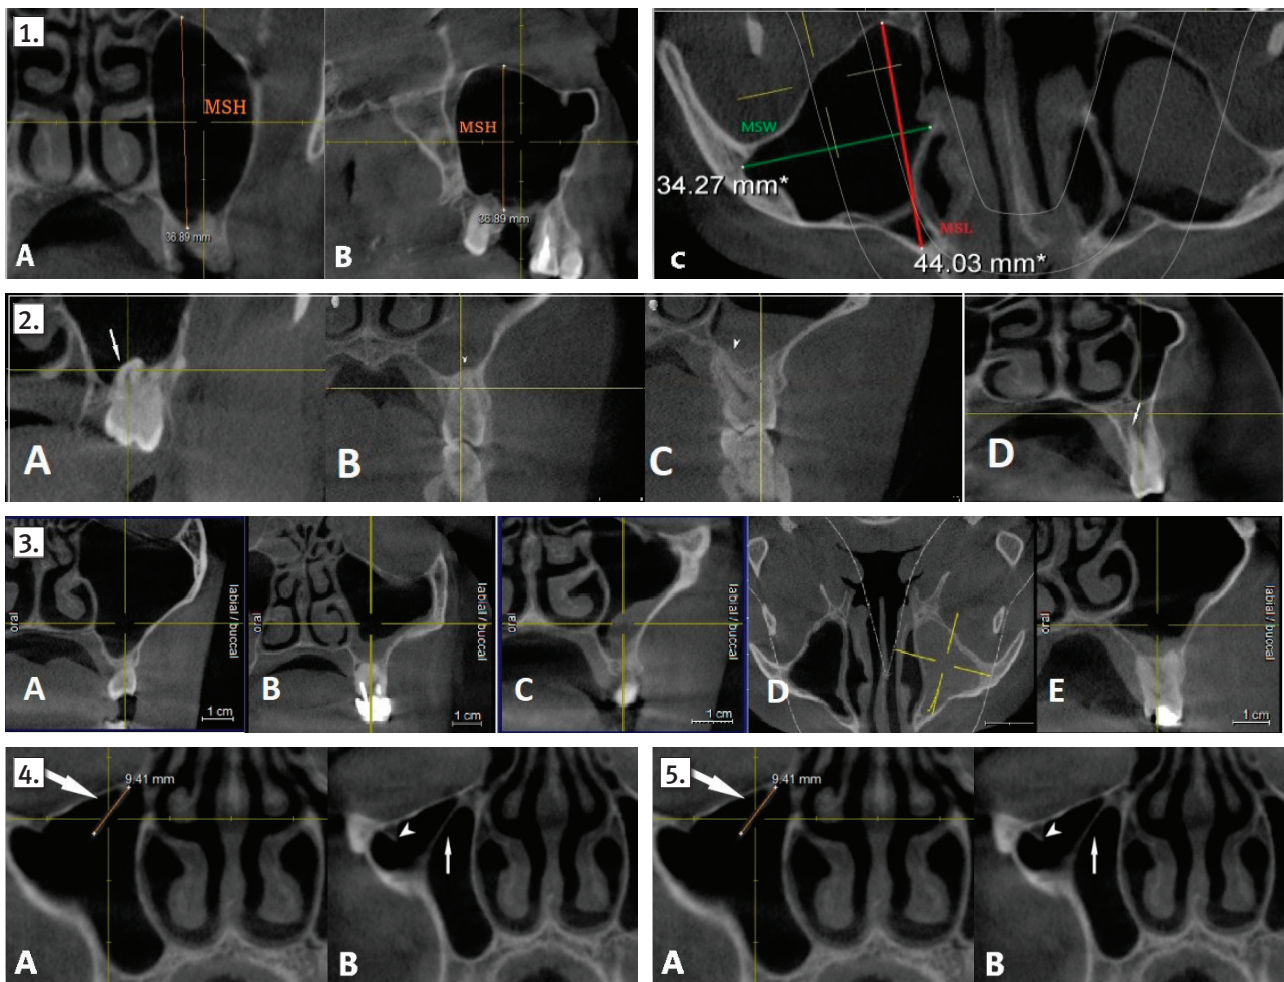 1.
MSH
38.89 mm
A
MSH
38.89 mm
B
MSW
34.27 mm*
MSL
44.03 mm*
C
2.
A
B
C
D
3.
oral
labial / buccal
A
1 cm
oral
labial / buccal
B
1 cm
oral
labial / buccal
C
1 cm
D
oral
labial / buccal
E
1 cm
4.
9.41 mm
A
B
5.
9.41 mm
A
B